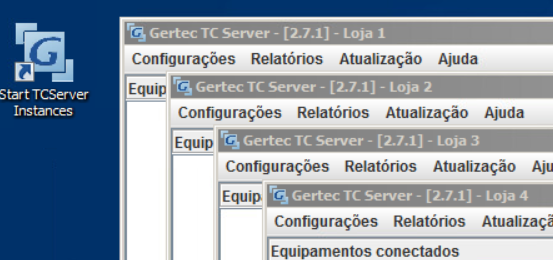 Gertec TC Server - [2.7.1] - Loja 1
Configurações Relatórios Atualização Ajuda
Equip
Gertec TC Server - [2.7.1] - Loja 2
Configurações Relatórios Atualização Ajuda
Equip
Gertec TC Server - [2.7.1] - Loja 3
Configurações Relatórios Atualização Aju
Equip
Gertec TC Server - [2.7.1] - Loja 4
Configurações Relatórios Atualizaçã
Equipamentos conectados
G
Start TCServer
Instances